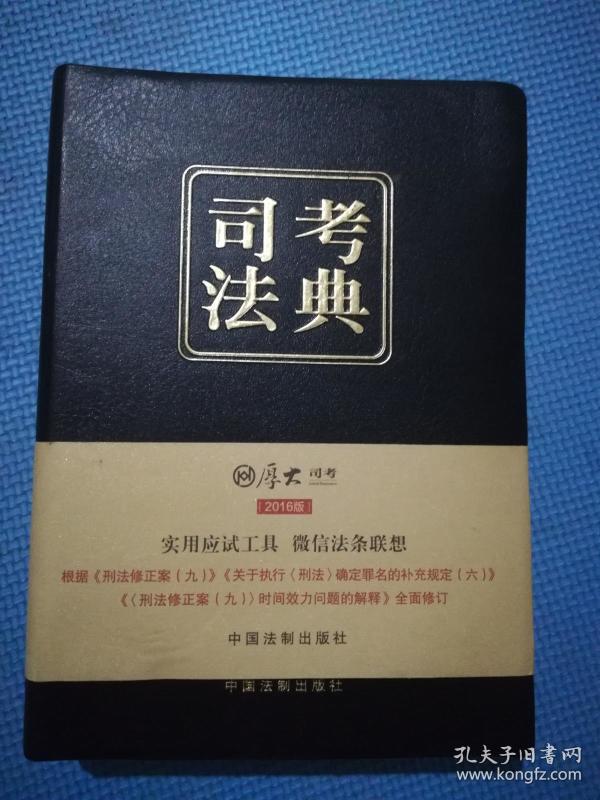 司考
法典
厚大 司考
2016版
实用应试工具 微信法条联想
根据《刑法修正案（九）》《关于执行〈刑法〉确定罪名的补充规定（六）》
《〈刑法修正案（九）〉时间效力问题的解释》全面修订
中国法制出版社
中国法制出版社
孔夫子旧书网
www.kongfz.com